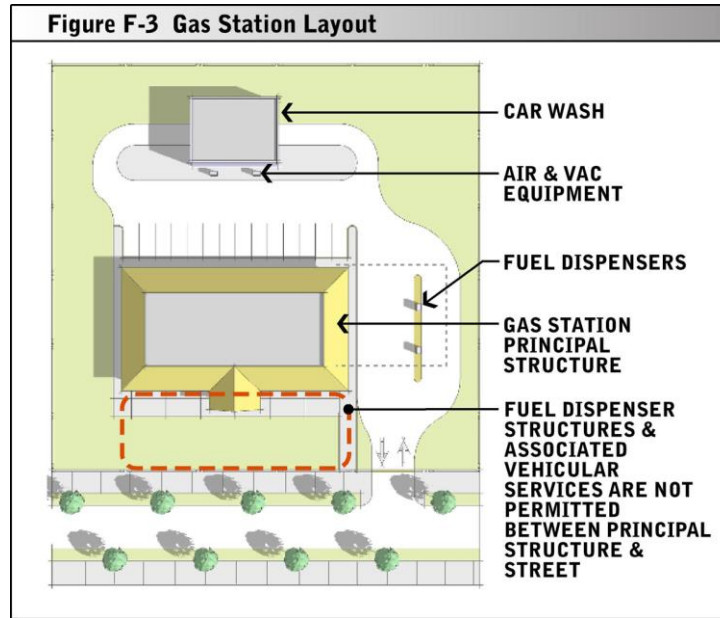 Figure F-3 Gas Station Layout
CAR WASH
AIR & VAC
EQUIPMENT
FUEL DISPENSERS
GAS STATION
PRINCIPAL
STRUCTURE
FUEL DISPENSER
STRUCTURES &
ASSOCIATED
VEHICULAR
SERVICES ARE NOT
PERMITTED
BETWEEN PRINCIPAL
STRUCTURE &
STREET